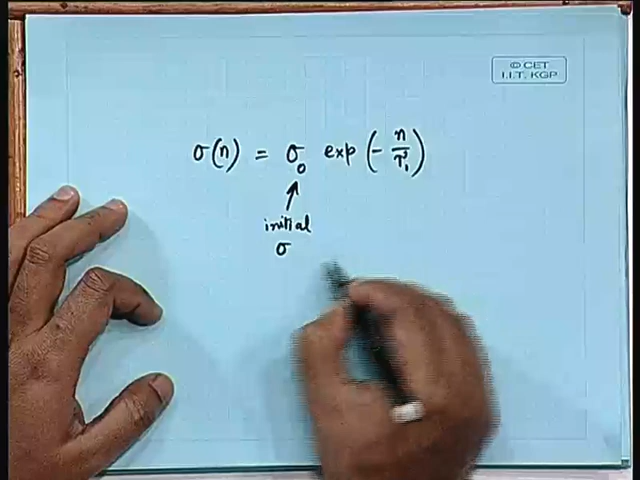 © CET
I.I.T. KGP
σ(n) = σ₀ exp(-n/τ₁)
initial
σ